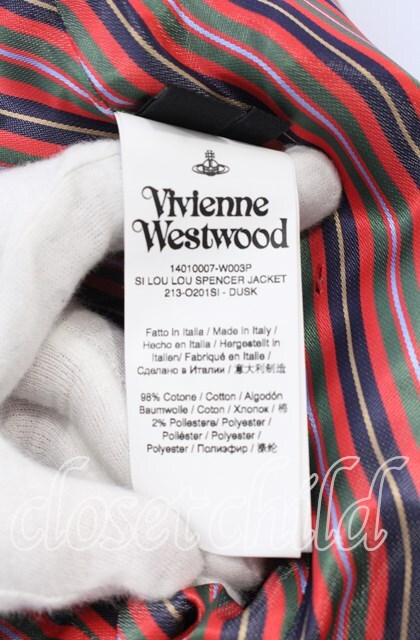 Vivienne
Westwood
14010007-W003P
SI LOU LOU SPENCER JACKET
213-O201SI - DUSK
Fatto in Italia / Made in Italy /
Hecho en Italia / Hergestellt in
Italien/ Fabriqué en Italie /
Сделано в Италии / 意大利制造
98% Cotone / Cotton / Algodón
Baumwolle / Coton / Хлопок / 棉
2% Poliestere/ Polyester /
Poliéster / Polyester /
Polyester / Полиэфир /
closet child